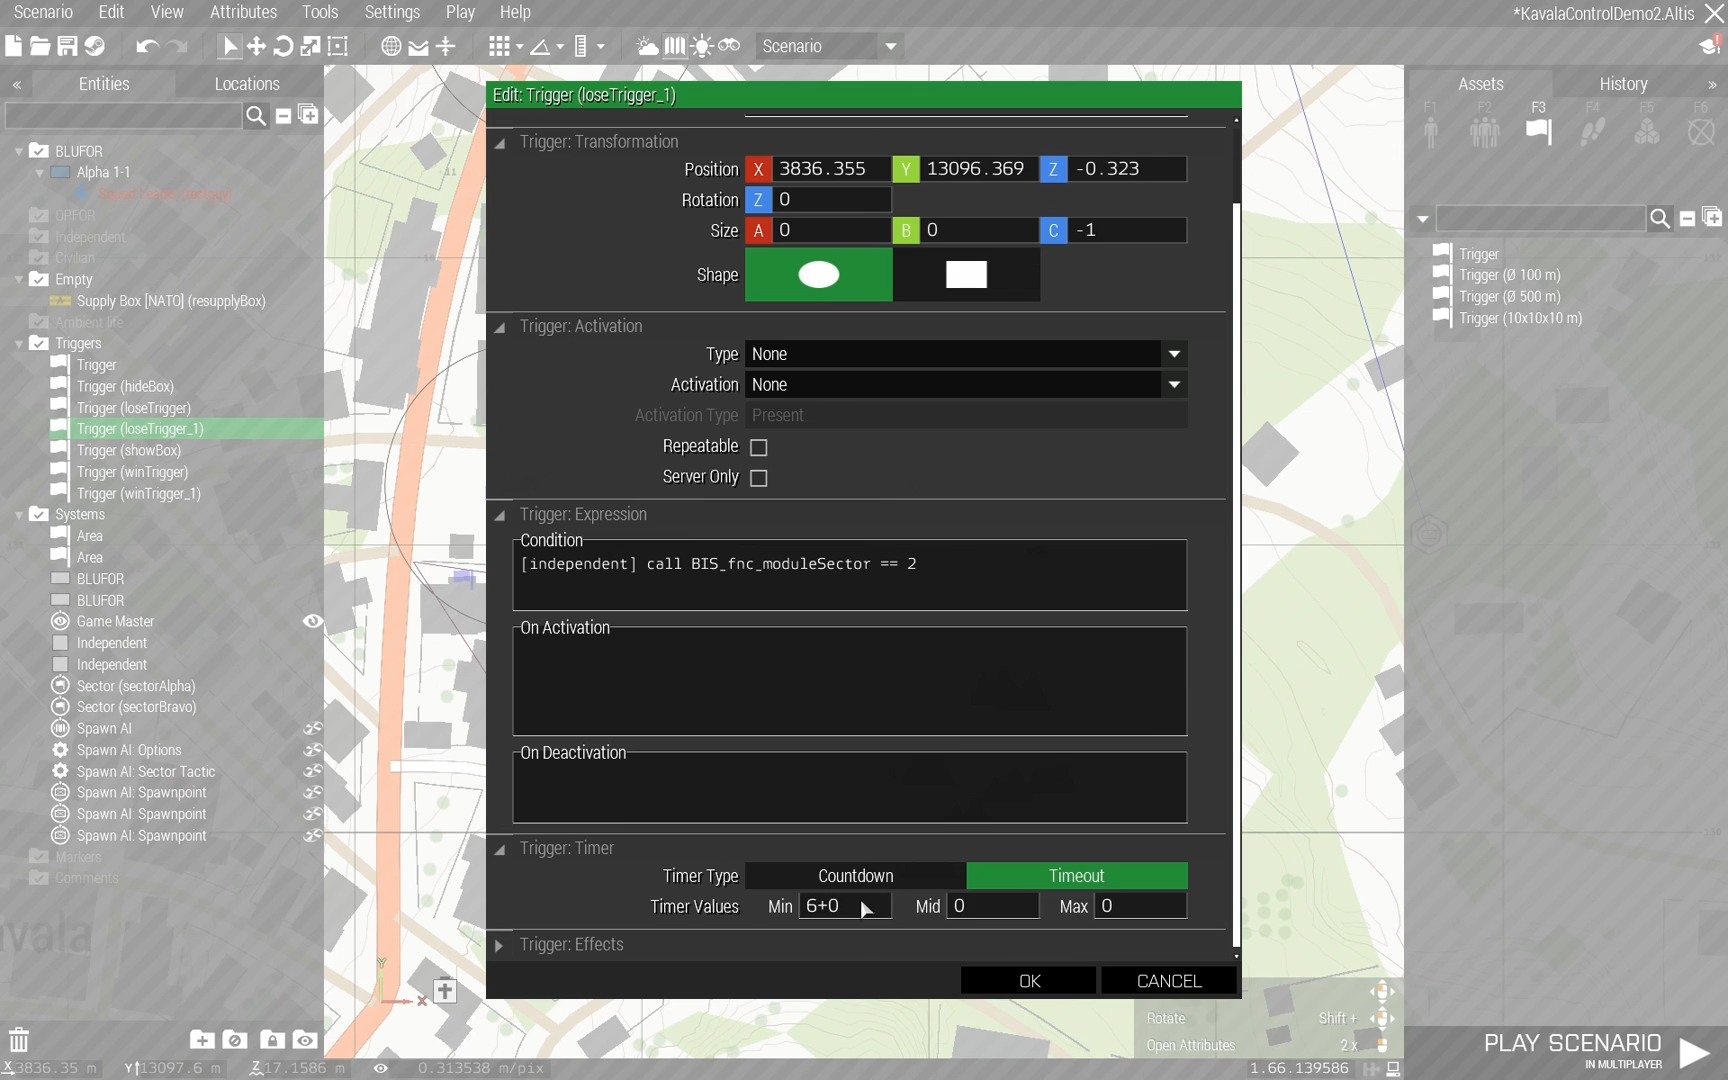 Scenario Edit View Attributes Tools Settings Play Help
*KavalaControlDemo2.Altis
Scenario
Entities Locations
BLUFOR
Alpha 1-1
OPFOR
Independent
Civilian
Empty
Supply Box [NATO] (resupplyBox)
Ambient life
Triggers
Trigger
Trigger (hideBox)
Trigger (loseTrigger)
Trigger (loseTrigger_1)
Trigger (showBox)
Trigger (winTrigger)
Trigger (winTrigger_1)
Systems
Area
Area
BLUFOR
BLUFOR
Game Master
Independent
Independent
Sector (sectorAlpha)
Sector (sectorBravo)
Spawn AI
Spawn AI: Options
Spawn AI: Sector Tactic
Spawn AI: Spawnpoint
Spawn AI: Spawnpoint
Spawn AI: Spawnpoint
Markers
Comments
Edit: Trigger (loseTrigger_1)
Trigger: Transformation
Position X 3836.355 Y 13096.369 Z -0.323
Rotation Z 0
Size A 0 B 0 C -1
Shape
Trigger: Activation
Type None
Activation None
Activation Type Present
Repeatable
Server Only
Trigger: Expression
Condition
[independent] call BIS_fnc_moduleSector == 2
On Activation
On Deactivation
Trigger: Timer
Timer Type Countdown Timeout
Timer Values Min 6+0 Mid 0 Max 0
Trigger: Effects
OK CANCEL
Assets History
F1 F2 F3 F4 F5 F6
Trigger
Trigger (Ø 100 m)
Trigger (Ø 500 m)
Trigger (10x10x10 m)
Rotate Shift +
Open Attributes 2 x
PLAY SCENARIO
IN MULTIPLAYER
X 3836.35 m Y 13097.6 m Z 17.1586 m 0.313538 m/pix 1.66.139586